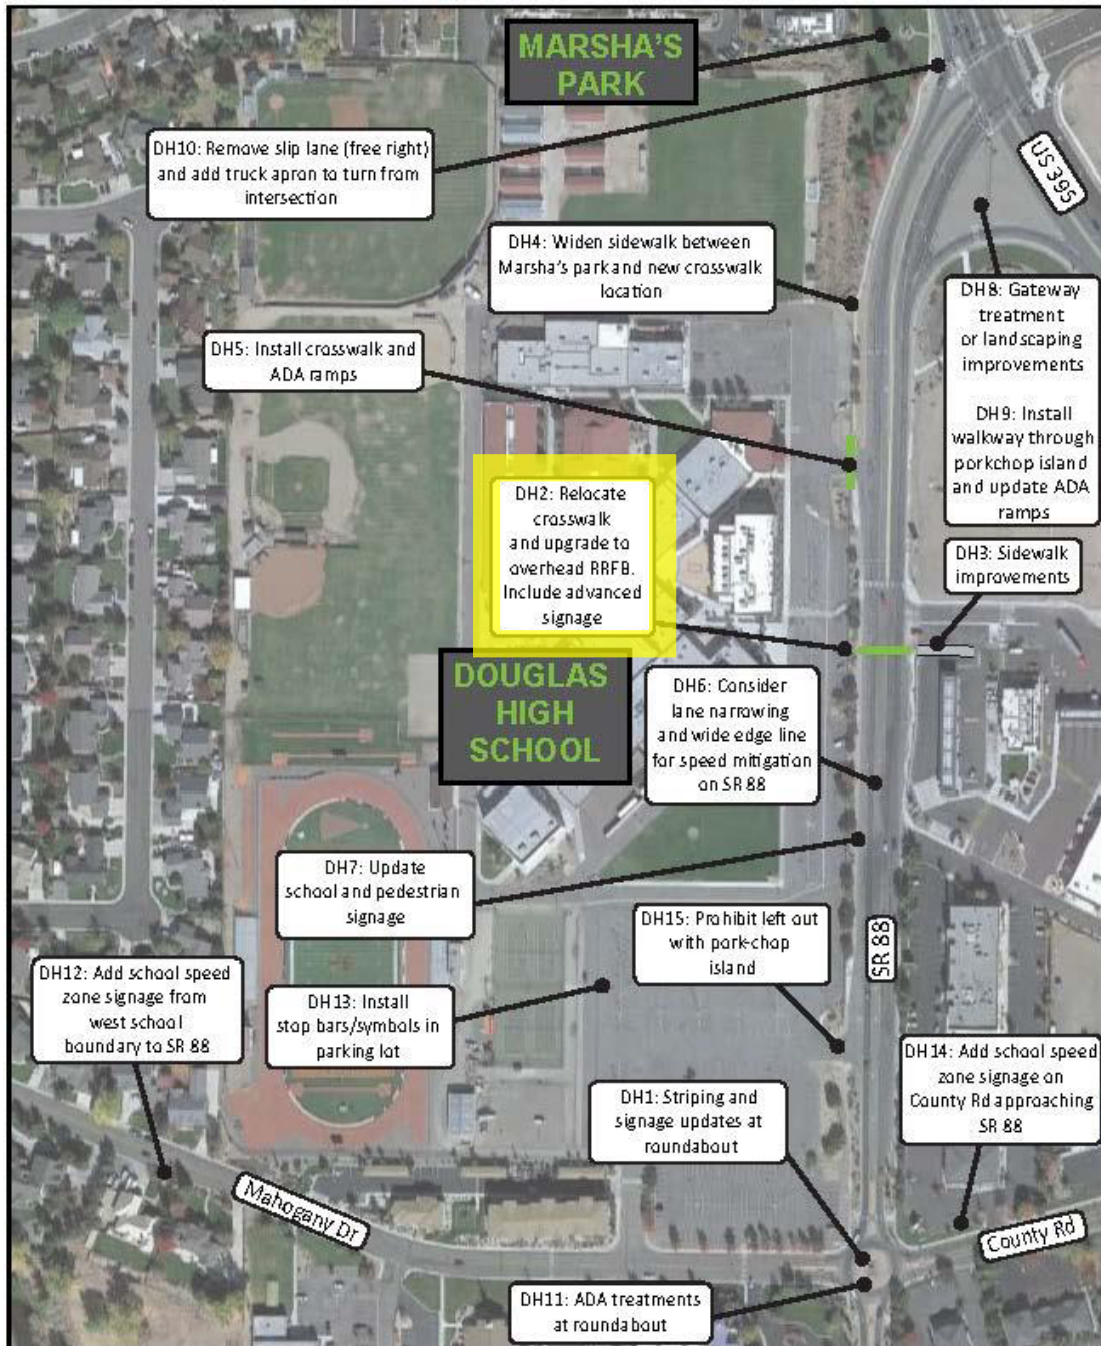 MARSHA'S
PARK
DH10: Remove slip lane (free right)
and add truck apron to turn from
intersection
US 395
DH4: Widen sidewalk between
Marsha's park and new crosswalk
location
DH8: Gateway
treatment
or landscaping
improvements
DH9: Install
walkway through
porkchop island
and update ADA
ramps
DH5: Install crosswalk and
ADA ramps
DH2: Relocate
crosswalk
and upgrade to
overhead RRFB.
Include advanced
signage
DH3: Sidewalk
improvements
DOUGLAS
HIGH
SCHOOL
DH6: Consider
lane narrowing
and wide edge line
for speed mitigation
on SR 88
DH7: Update
school and pedestrian
signage
DH15: Prohibit left out
with pork-chop
island
SR 88
DH12: Add school speed
zone signage from
west school
boundary to SR 88
DH13: Install
stop bars/symbols in
parking lot
DH14: Add school speed
zone signage on
County Rd approaching
SR 88
DH1: Striping and
signage updates at
roundabout
Mahogany Dr
County Rd
DH11: ADA treatments
at roundabout